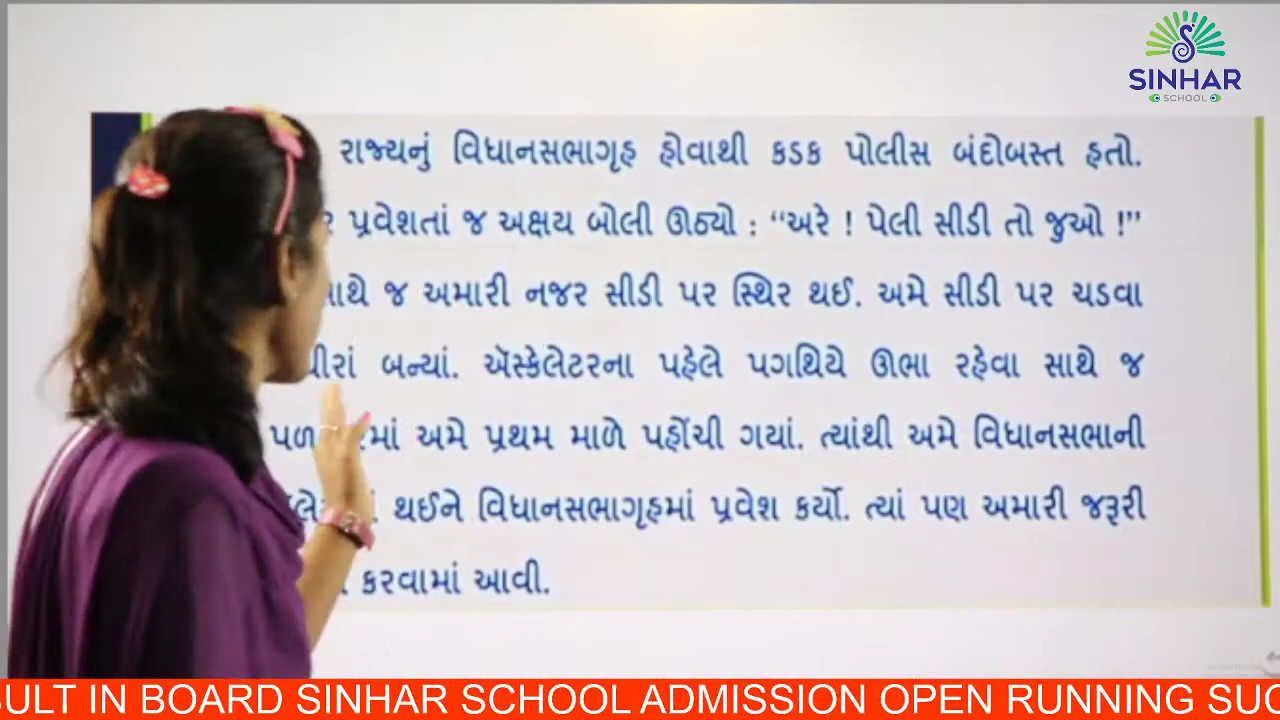 SINHAR
SCHOOL
રાજ્યનું વિધાનસભાગૃહ હોવાથી કડક પોલીસ બંદોબસ્ત હતો.
પ્રવેશતાં જ અક્ષય બોલી ઊઠ્યો : “અરે ! પેલી સીડી તો જુઓ !”
જ અમારી નજર સીડી પર સ્થિર થઈ. અમે સીડી પર ચડવા
બન્યાં. ઍસ્કેલેટરના પહેલે પગથિયે ઊભા રહેવા સાથે જ
અમે પ્રથમ માળે પહોંચી ગયાં. ત્યાંથી અમે વિધાનસભાની
થઈને વિધાનસભાગૃહમાં પ્રવેશ કર્યો. ત્યાં પણ અમારી જરૂરી
કરવામાં આવી.
IN BOARD SINHAR SCHOOL ADMISSION OPEN RUNNING